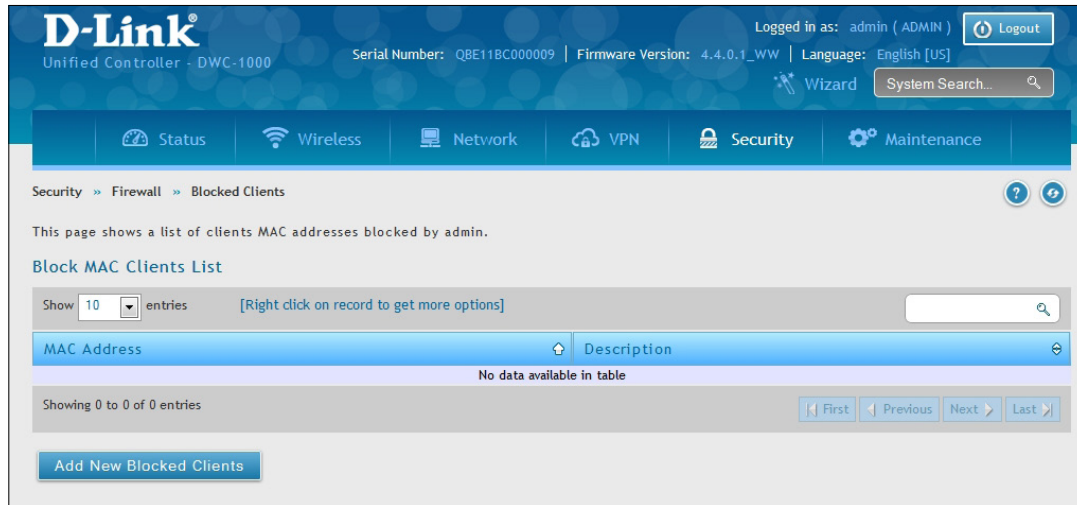 D-Link®
Unified Controller - DWC-1000
Logged in as: admin ( ADMIN )
Logout
Serial Number: QBE11BC000009 | Firmware Version: 4.4.0.1_WW | Language: English [US]
Wizard
System Search...
Status
Wireless
Network
VPN
Security
Maintenance
Security » Firewall » Blocked Clients
?
This page shows a list of clients MAC addresses blocked by admin.
Block MAC Clients List
Show 10 entries
[Right click on record to get more options]
MAC Address
Description
No data available in table
Showing 0 to 0 of 0 entries
First
Previous
Next
Last
Add New Blocked Clients